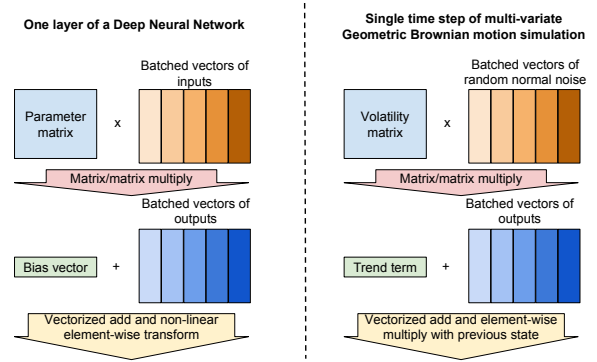 One layer of a Deep Neural Network
Batched vectors of
inputs
Parameter
matrix
x
Matrix/matrix multiply
Batched vectors of
outputs
Bias vector
+
Vectorized add and non-linear
element-wise transform
Single time step of multi-variate
Geometric Brownian motion simulation
Batched vectors of
random normal noise
Volatility
matrix
x
Matrix/matrix multiply
Batched vectors of
outputs
Trend term
+
Vectorized add and element-wise
multiply with previous state